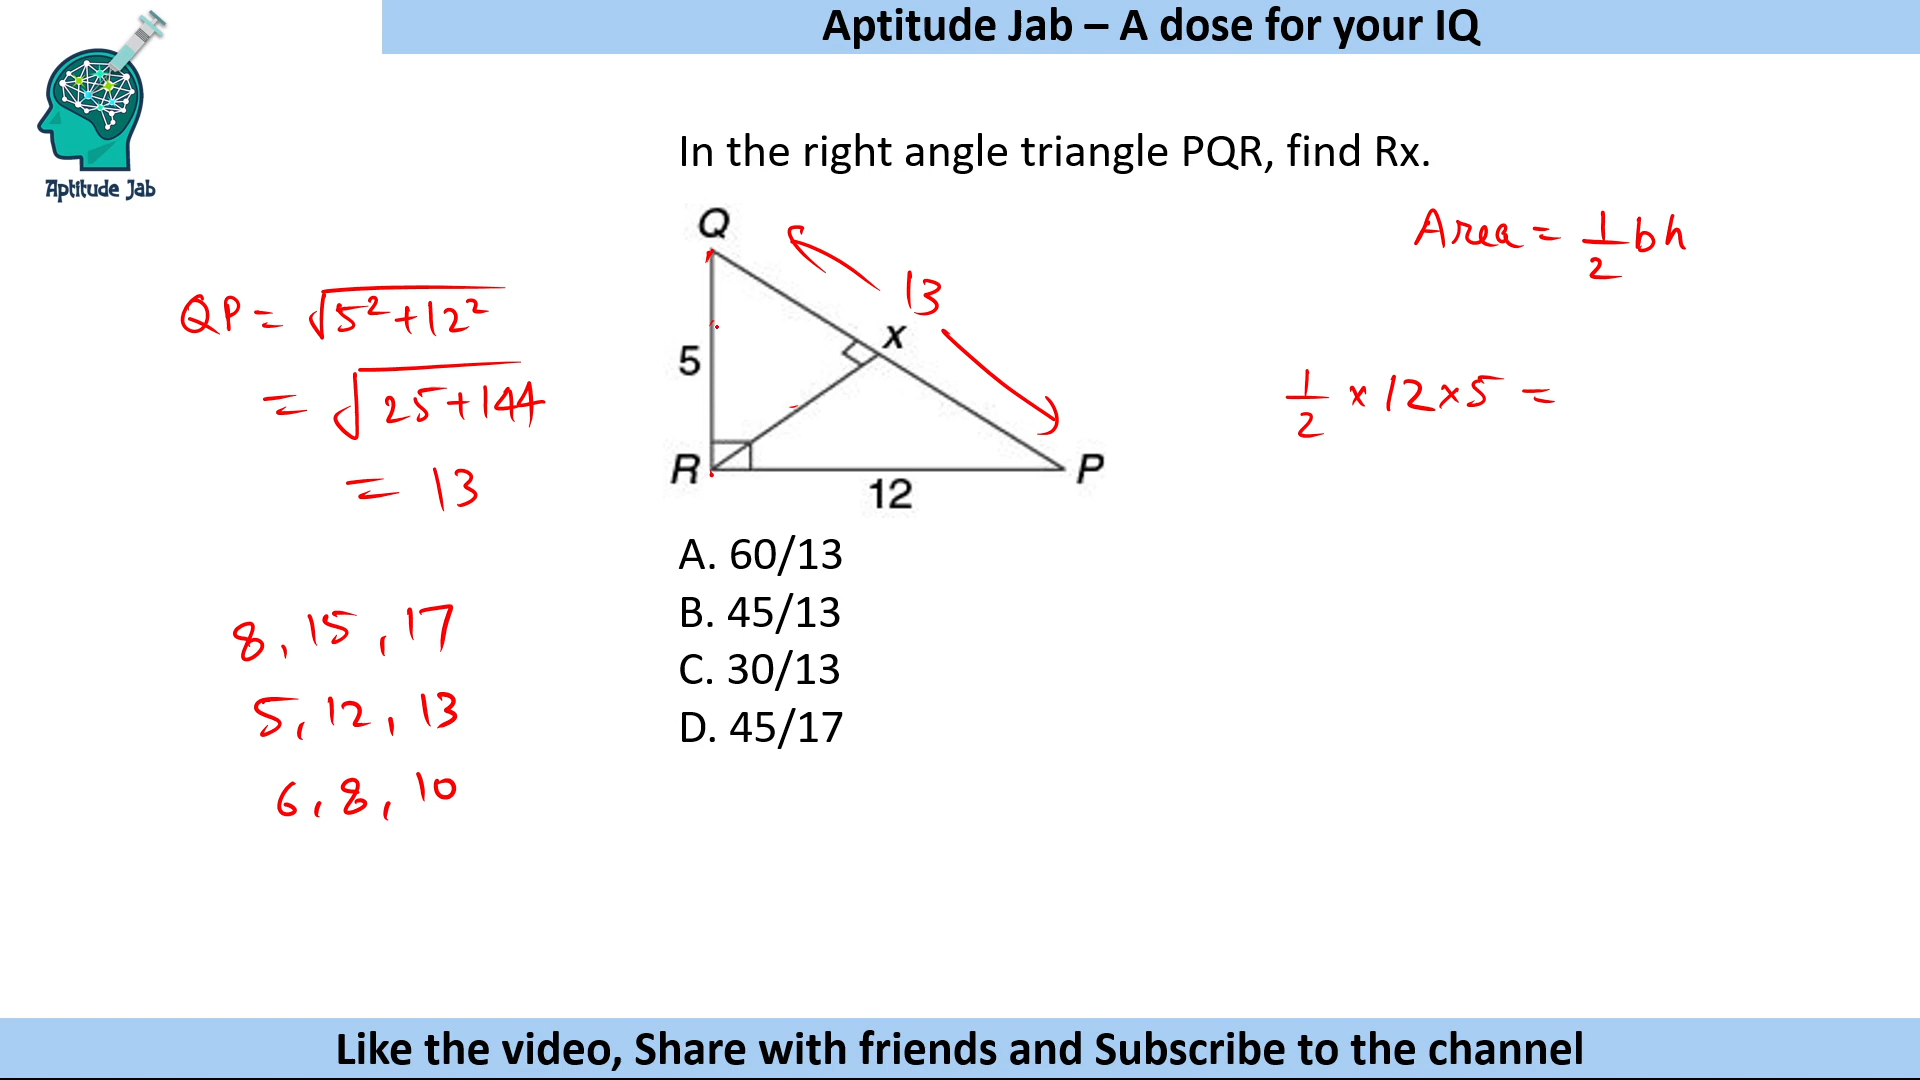 Aptitude Jab – A dose for your IQ
Aptitude Jab
In the right angle triangle PQR, find Rx.
Q
Area = 1/2 bh
13
QP = √5²+12²
x
5
= √25+144
1/2 × 12 × 5 =
R
P
= 13
12
A. 60/13
B. 45/13
C. 30/13
D. 45/17
8, 15, 17
5, 12, 13
6, 8, 10
Like the video, Share with friends and Subscribe to the channel